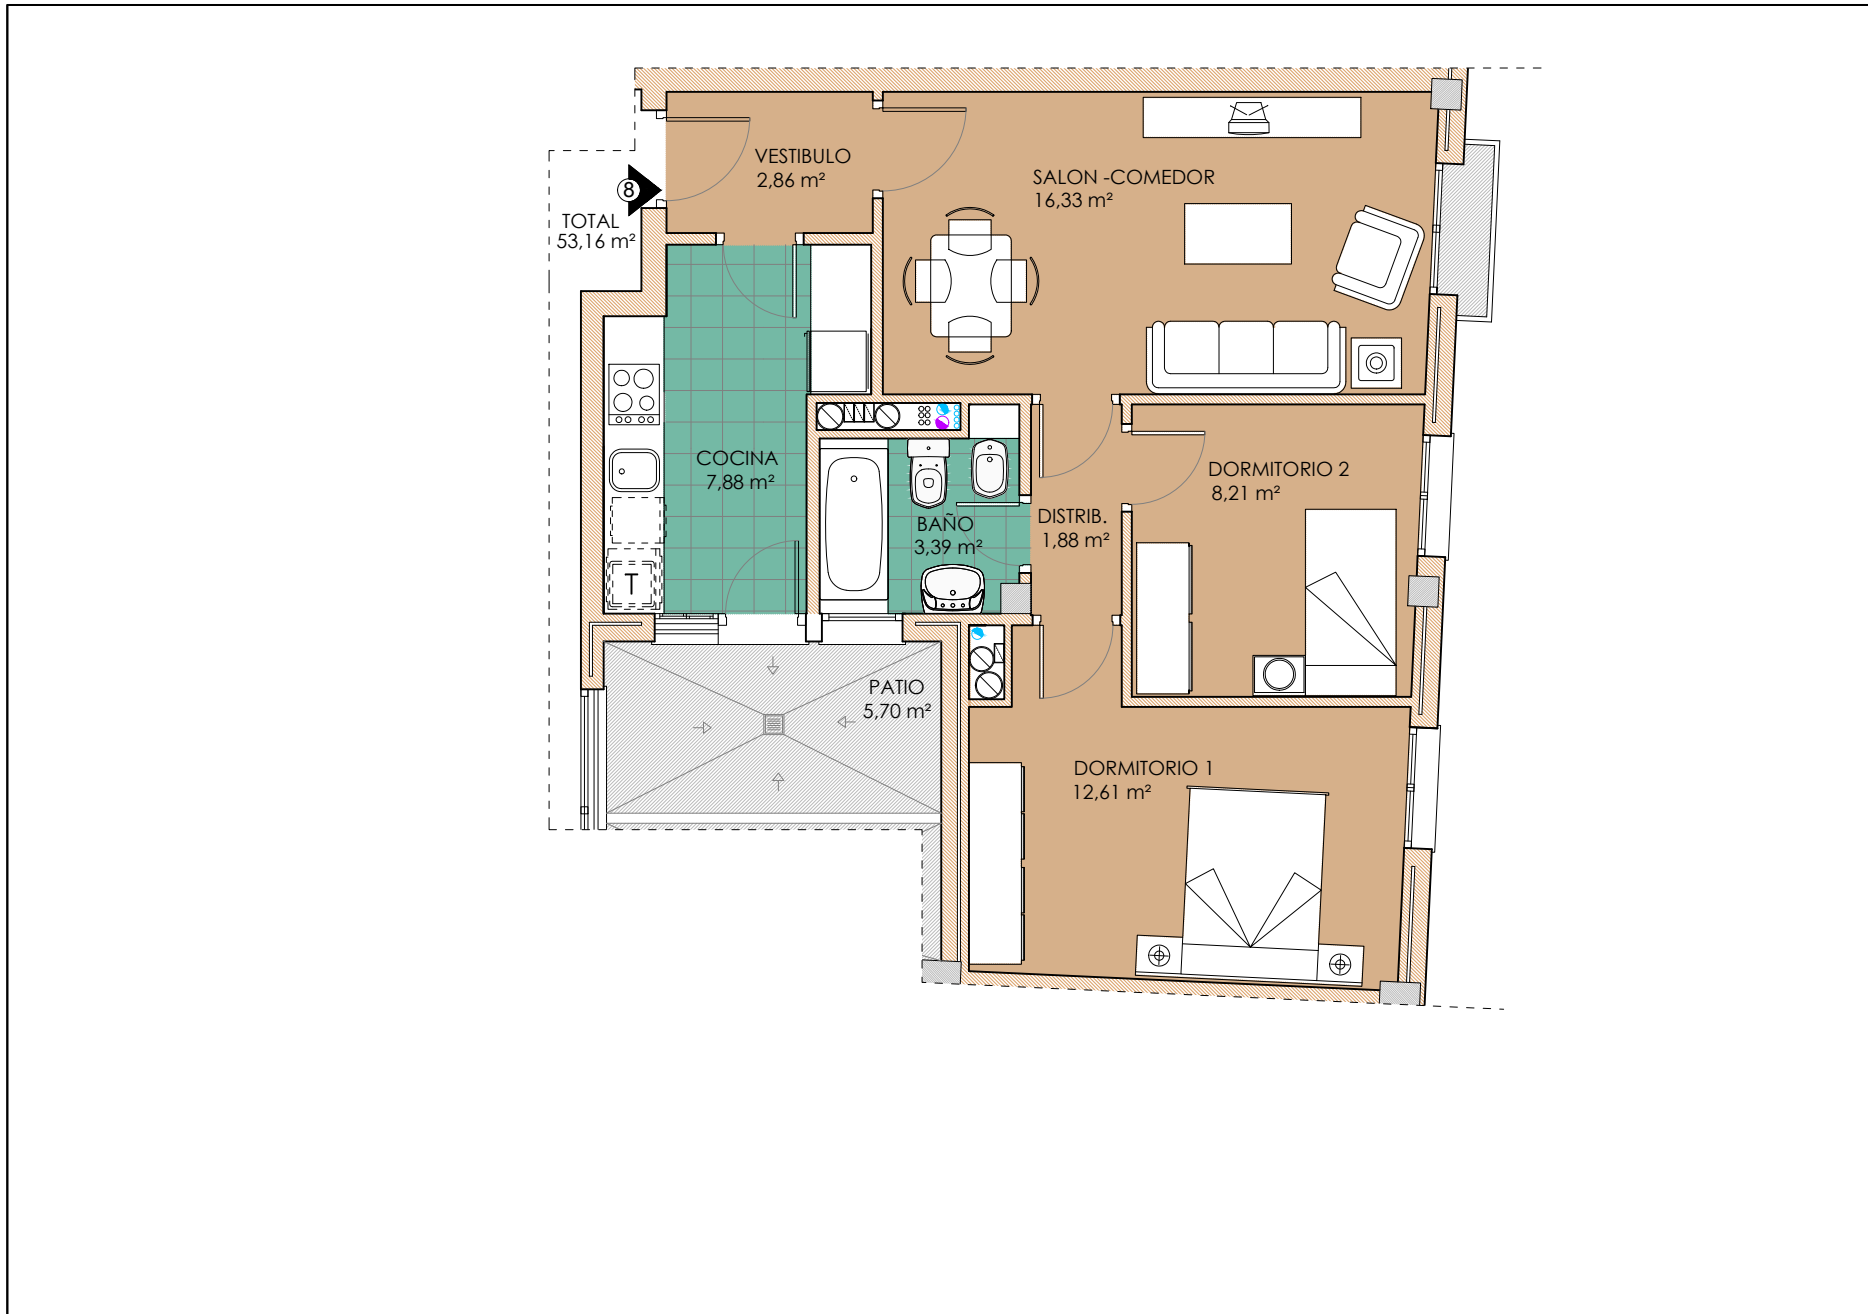 VESTIBULO
2,86 m²
SALON -COMEDOR
16,33 m²
8
TOTAL
53,16 m²
COCINA
7,88 m²
DORMITORIO 2
8,21 m²
BAÑO
3,39 m²
DISTRIB.
1,88 m²
T
PATIO
5,70 m²
DORMITORIO 1
12,61 m²